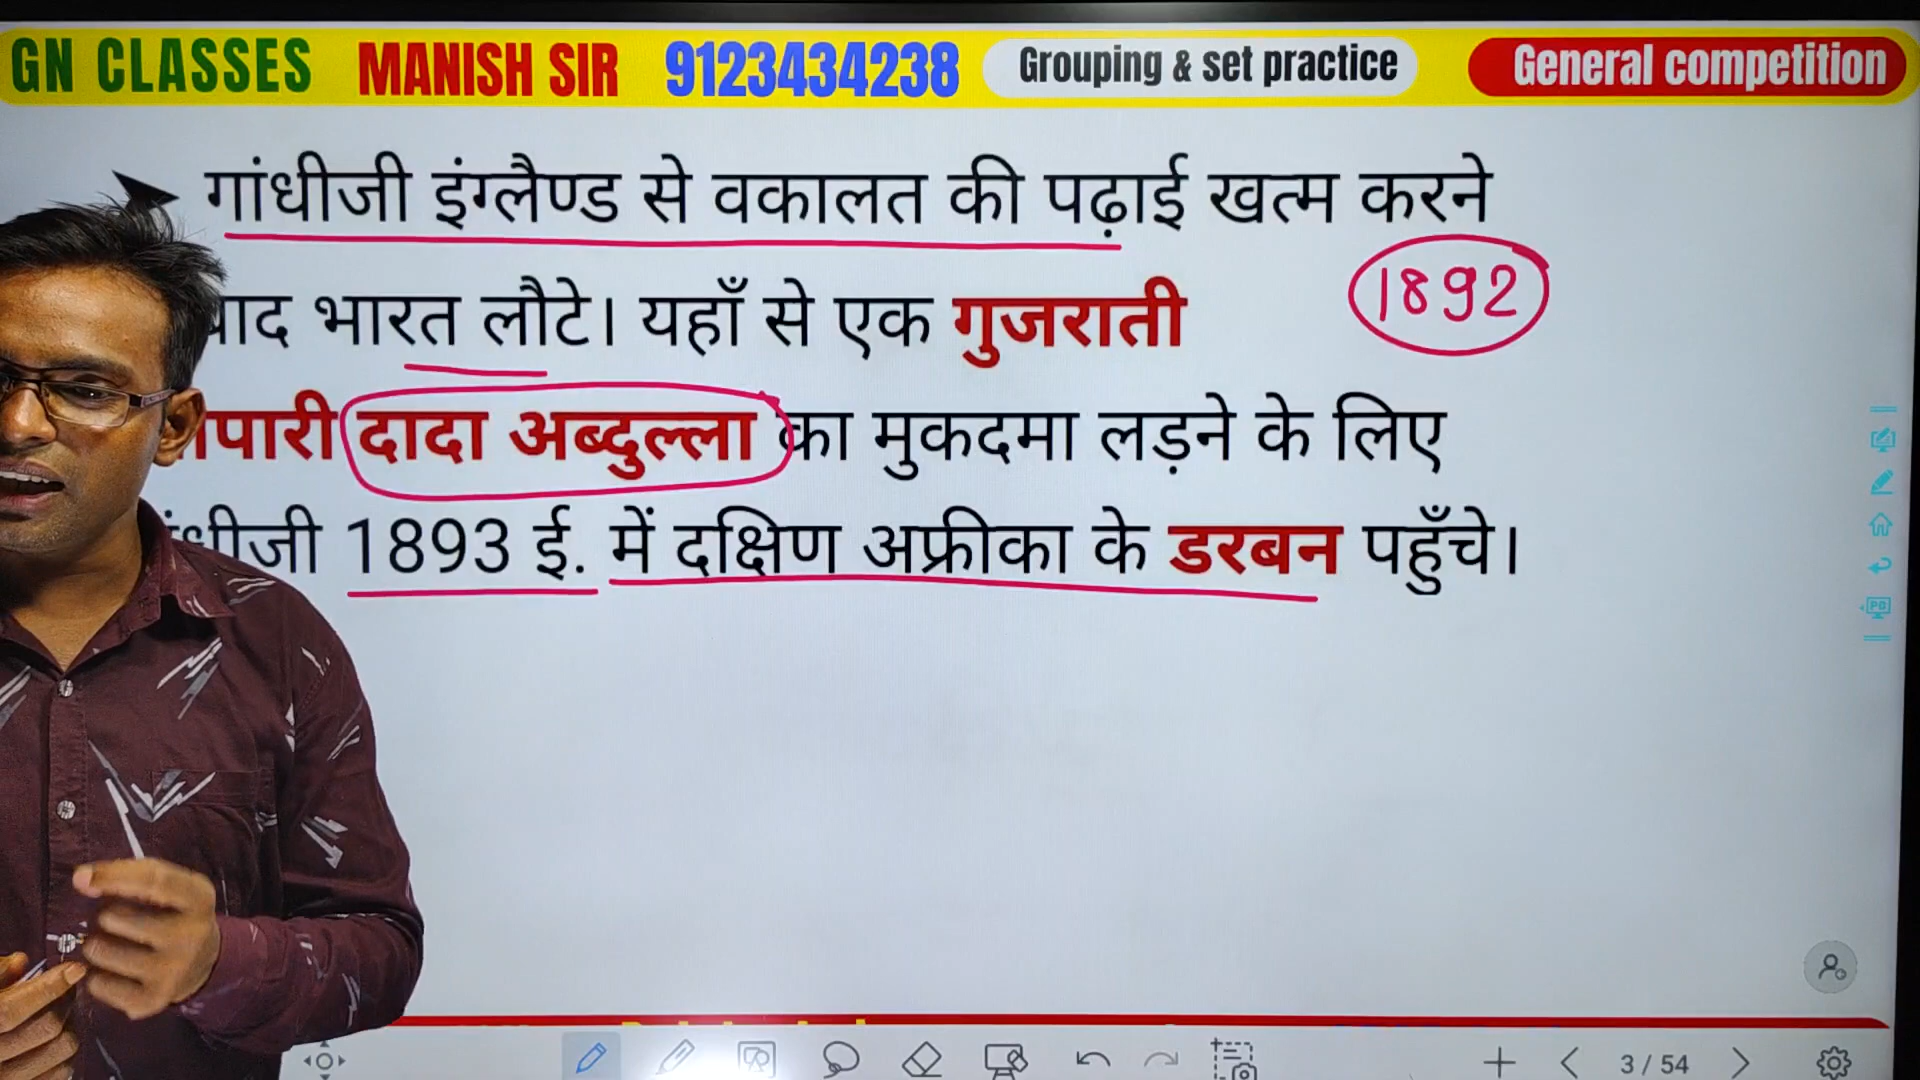 GN CLASSES MANISH SIR 9123434238 Grouping & set practice General competition
गांधीजी इंग्लैण्ड से वकालत की पढ़ाई खत्म करने
भारत लौटे। यहाँ से एक गुजराती
1892
दादा अब्दुल्ला का मुकदमा लड़ने के लिए
1893 ई. में दक्षिण अफ्रीका के डरबन पहुँचे।
3 / 54